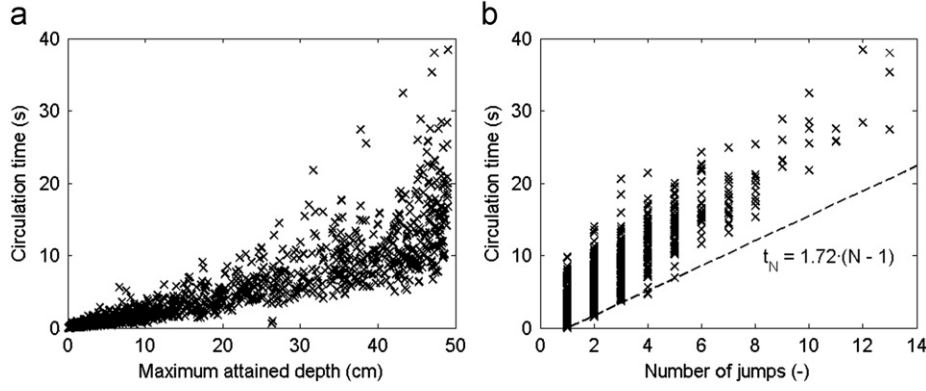 a
40
30
20
10
0
Circulation time (s)
0 10 20 30 40 50
Maximum attained depth (cm)
b
40
30
20
10
0
Circulation time (s)
t_N = 1.72·(N - 1)
0 2 4 6 8 10 12 14
Number of jumps (-)